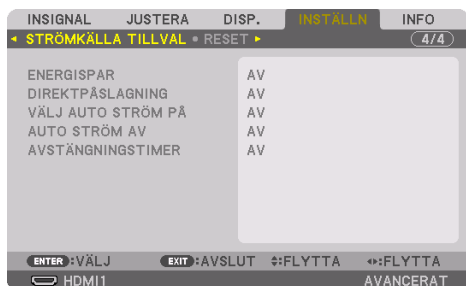 INSIGNAL JUSTERA DISP. INSTÄLLN INFO
STRÖMKÄLLA TILLVAL • RESET 4/4
ENERGISPAR AV
DIREKTPÅSLAGNING AV
VÄLJ AUTO STRÖM PÅ AV
AUTO STRÖM AV AV
AVSTÄNGNINGSTIMER AV
ENTER :VÄLJ EXIT :AVSLUT :FLYTTA :FLYTTA
HDMI1 AVANCERAT